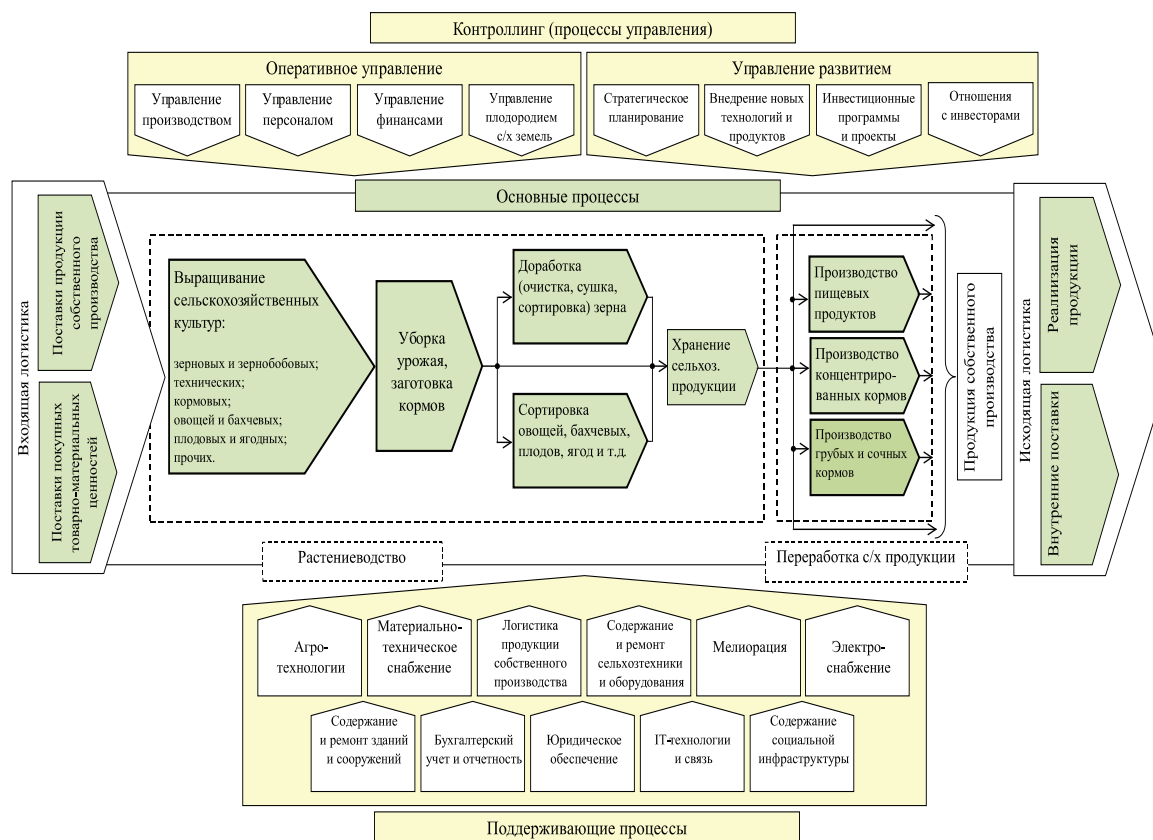 Контроллинг (процессы управления)
Оперативное управление
Управление
производством
Управление
персоналом
Управление
финансами
Управление
плодородием
с/х земель
Управление развитием
Стратегическое
планирование
Внедрение новых
технологий и
продуктов
Инвестиционные
программы
и проекты
Отношения
с инвесторами
Основные процессы
Входящая логистика
Поставки продукции
собственного
производства
Поставки покупных
товарно-материальных
ценностей
Выращивание
сельскохозяйственных
культур:
зерновых и зернобобовых;
технических;
кормовых;
овощей и бахчевых;
плодовых и ягодных;
прочих.
Уборка
урожая,
заготовка
кормов
Доработка
(очистка, сушка,
сортировка) зерна
Сортировка
овощей, бахчевых,
плодов, ягод и т.д.
Хранение
сельхоз.
продукции
Производство
пищевых
продуктов
Производство
концентриро-
ванных кормов
Производство
грубых и сочных
кормов
Продукция собственного
производства
Исходящая логистика
Реалиизация
продукции
Внутренние поставки
Растениеводство
Переработка с/х продукции
Агро-
технологии
Материально-
техническое
снабжение
Логистика
продукции
собственного
производства
Содержание
и ремонт
сельхозтехники
и оборудования
Мелиорация
Электро-
снабжение
Содержание
и ремонт зданий
и сооружений
Бухгалтерский
учет и отчетность
Юридическое
обеспечение
IT-технологии
и связь
Содержание
социальной
инфраструктуры
Поддерживающие процессы